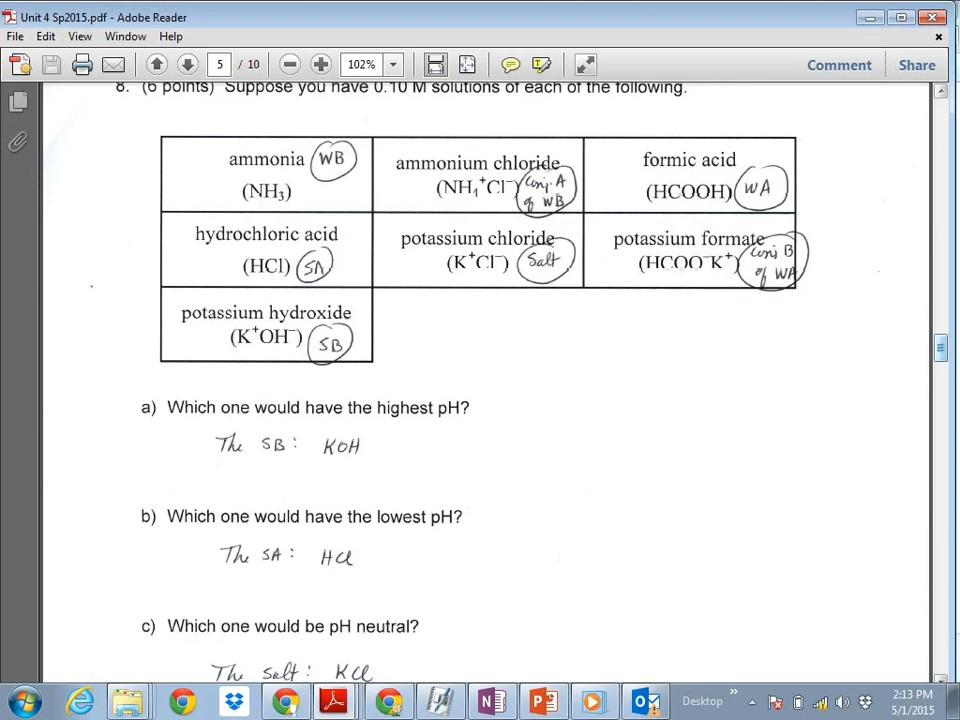 Unit 4 Sp2015.pdf - Adobe Reader
File Edit View Window Help
5 / 10 102% Comment Share
8. (6 points) Suppose you have 0.10 M solutions of each of the following.
ammonia WB
(NH₃)
ammonium chloride
(NH₄⁺Cl⁻) conj. A
of WB
formic acid
(HCOOH) WA
hydrochloric acid
(HCl) SA
potassium chloride
(K⁺Cl⁻) Salt
potassium formate
(HCOO⁻K⁺) conj B
of WA
potassium hydroxide
(K⁺OH⁻) SB
a) Which one would have the highest pH?
The SB: KOH
b) Which one would have the lowest pH?
The SA: HCl
c) Which one would be pH neutral?
The salt: KCl
Desktop
2:13 PM
5/1/2015